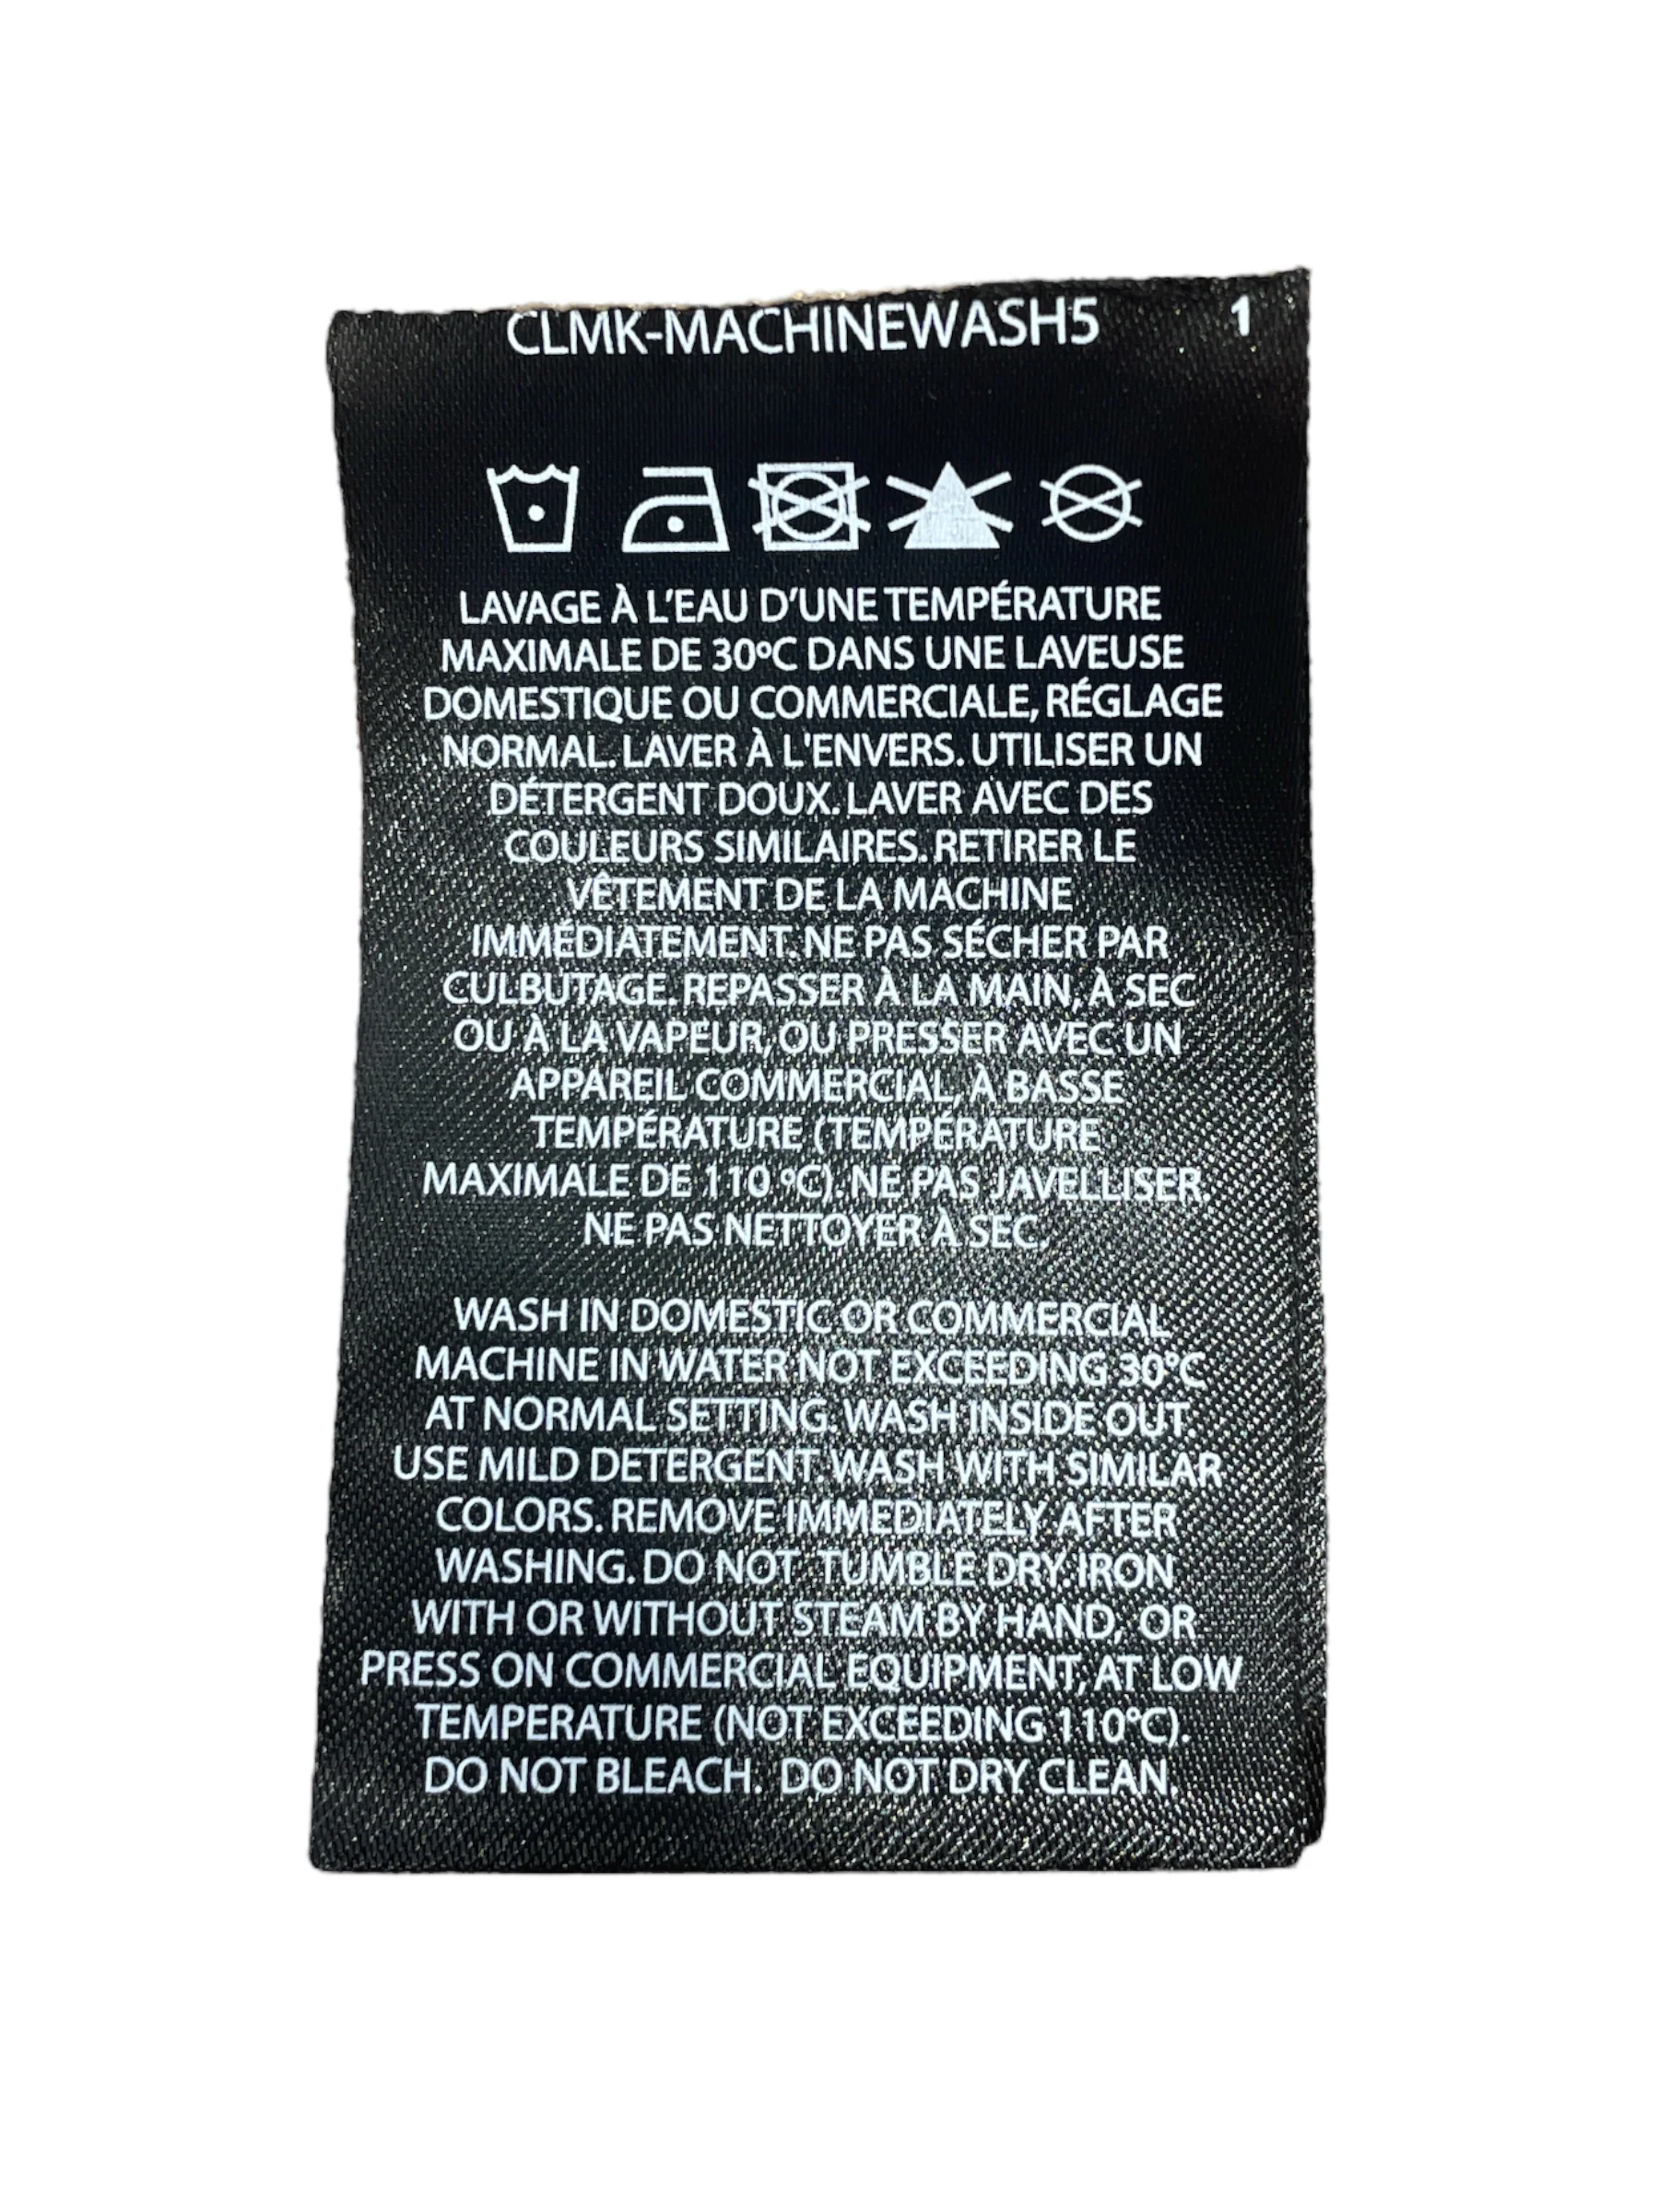 CLMK-MACHINEWASH5 1
LAVAGE À L'EAU D'UNE TEMPÉRATURE
MAXIMALE DE 30ºC DANS UNE LAVEUSE
DOMESTIQUE OU COMMERCIALE, RÉGLAGE
NORMAL. LAVER À L'ENVERS. UTILISER UN
DÉTERGENT DOUX. LAVER AVEC DES
COULEURS SIMILAIRES. RETIRER LE
VÊTEMENT DE LA MACHINE
IMMÉDIATEMENT. NE PAS SÉCHER PAR
CULBUTAGE. REPASSER À LA MAIN, À SEC
OU À LA VAPEUR, OU PRESSER AVEC UN
APPAREIL COMMERCIAL, À BASSE
TEMPÉRATURE (TEMPÉRATURE
MAXIMALE DE 110 ºC). NE PAS JAVELLISER.
NE PAS NETTOYER À SEC.
WASH IN DOMESTIC OR COMMERCIAL
MACHINE IN WATER NOT EXCEEDING 30°C
AT NORMAL SETTING. WASH INSIDE OUT.
USE MILD DETERGENT. WASH WITH SIMILAR
COLORS. REMOVE IMMEDIATELY AFTER
WASHING. DO NOT TUMBLE DRY. IRON
WITH OR WITHOUT STEAM BY HAND, OR
PRESS ON COMMERCIAL EQUIPMENT, AT LOW
TEMPERATURE (NOT EXCEEDING 110°C).
DO NOT BLEACH. DO NOT DRY CLEAN.